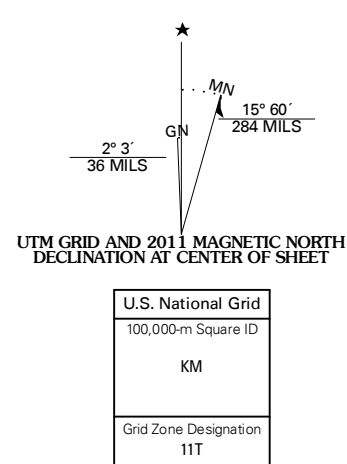 MN
15° 60´
284 MILS
GN
2° 3´
36 MILS
UTM GRID AND 2011 MAGNETIC NORTH
DECLINATION AT CENTER OF SHEET
U.S. National Grid
100,000-m Square ID
KM
Grid Zone Designation
11T